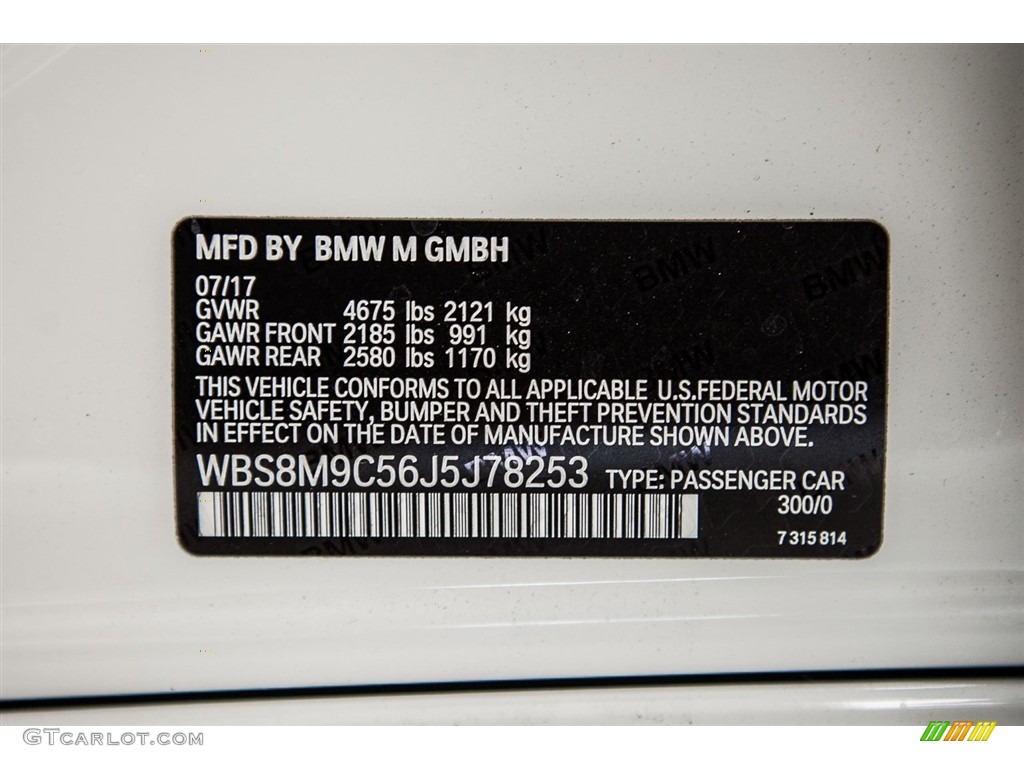 MFD BY BMW M GMBH
07/17
GVWR 4675 lbs 2121 kg
GAWR FRONT 2185 lbs 991 kg
GAWR REAR 2580 lbs 1170 kg
THIS VEHICLE CONFORMS TO ALL APPLICABLE U.S.FEDERAL MOTOR
VEHICLE SAFETY, BUMPER AND THEFT PREVENTION STANDARDS
IN EFFECT ON THE DATE OF MANUFACTURE SHOWN ABOVE.
WBS8M9C56J5J78253 TYPE: PASSENGER CAR
300/0
7 315 814
GTCARLOT.COM